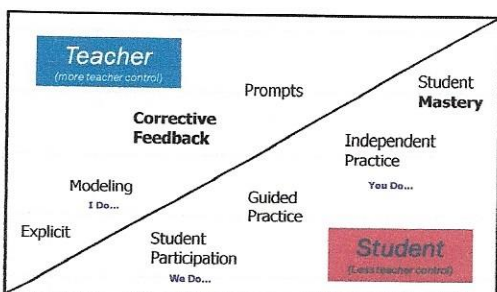 Teacher
(more teacher control)
Prompts
Corrective
Feedback
Modeling
I Do...
Explicit
Student
Mastery
Independent
Practice
You Do...
Guided
Practice
Student
Participation
We Do...
Student
(Less teacher control)